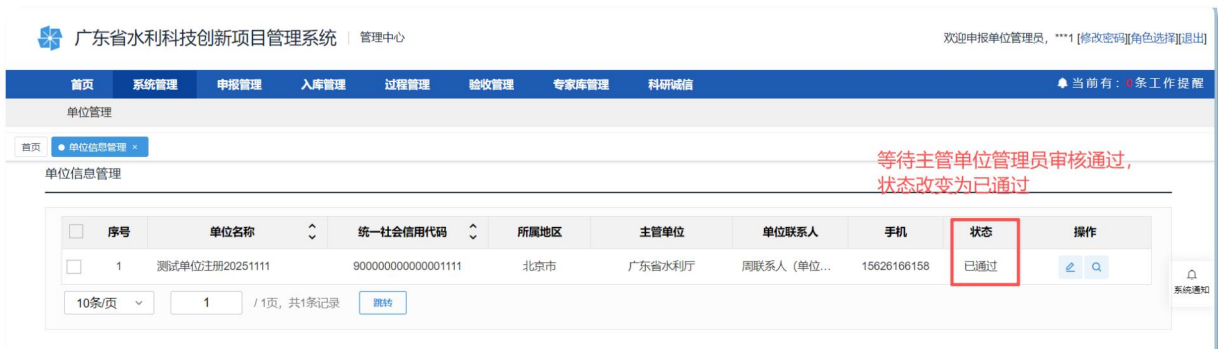 广东省水利科技创新项目管理系统 管理中心 欢迎申报单位管理员，***1 [修改密码][角色选择][退出]
首页 系统管理 申报管理 入库管理 过程管理 验收管理 专家库管理 科研诚信 当前有：0条工作提醒
单位管理
首页 单位信息管理 ×
等待主管单位管理员审核通过，
状态改变为已通过
单位信息管理
序号 单位名称 统一社会信用代码 所属地区 主管单位 单位联系人 手机 状态 操作
1 测试单位注册20251111 900000000000001111 北京市 广东省水利厅 周联系人（单位... 15626166158 已通过
10条/页 1 / 1页，共1条记录 跳转
系统通知